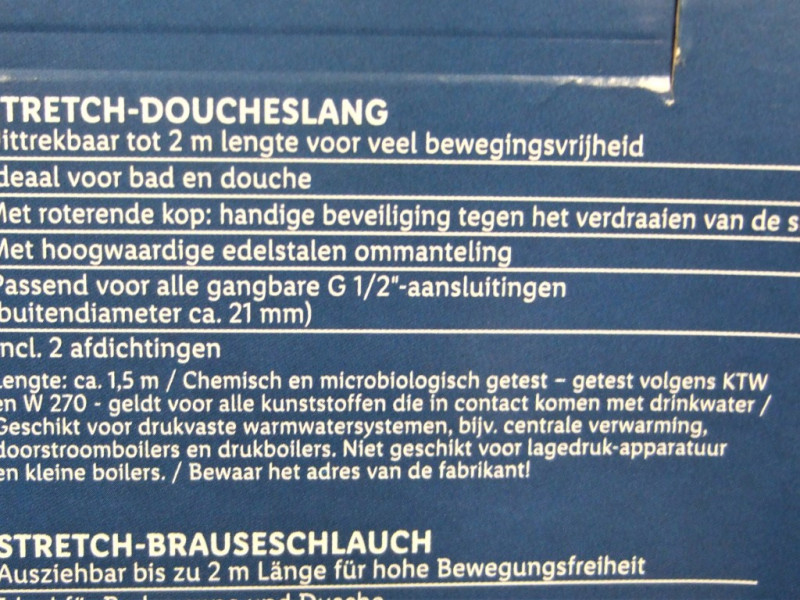 TRETCH-DOUCHESLANG
ittrekbaar tot 2 m lengte voor veel bewegingsvrijheid
deaal voor bad en douche
Met roterende kop: handige beveiliging tegen het verdraaien van de s
Met hoogwaardige edelstalen ommanteling
Passend voor alle gangbare G 1/2"-aansluitingen
(buitendiameter ca. 21 mm)
ncl. 2 afdichtingen
Lengte: ca. 1,5 m / Chemisch en microbiologisch getest – getest volgens KTW
en W 270 - geldt voor alle kunststoffen die in contact komen met drinkwater /
Geschikt voor drukvaste warmwatersystemen, bijv. centrale verwarming,
doorstroomboilers en drukboilers. Niet geschikt voor lagedruk-apparatuur
en kleine boilers. / Bewaar het adres van de fabrikant!
STRETCH-BRAUSESCHLAUCH
Ausziehbar bis zu 2 m Länge für hohe Bewegungsfreiheit